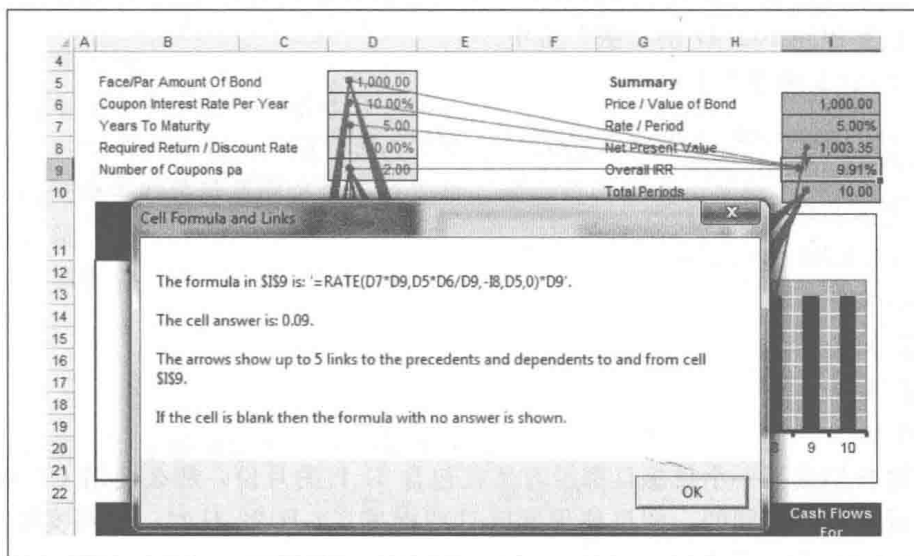 A B C D E F G H I
4
5 Face/Par Amount Of Bond 1,000.00 Summary
6 Coupon Interest Rate Per Year 10.00% Price / Value of Bond 1,000.00
7 Years To Maturity 5.00 Rate / Period 5.00%
8 Required Return / Discount Rate 0.00% Net Present Value 1,003.35
9 Number of Coupons pa 2.00 Overall IRR 9.91%
10 Total Periods 10.00
Cell Formula and Links
x
11
12 The formula in $I$9 is: '=RATE(D7*D9,D5*D6/D9,-I8,D5,0)*D9'.
13
14 The cell answer is: 0.09.
15
16 The arrows show up to 5 links to the precedents and dependents to and from cell
17 $I$9.
18
19 If the cell is blank then the formula with no answer is shown.
20 9 10
21
22 OK
Cash Flows
For